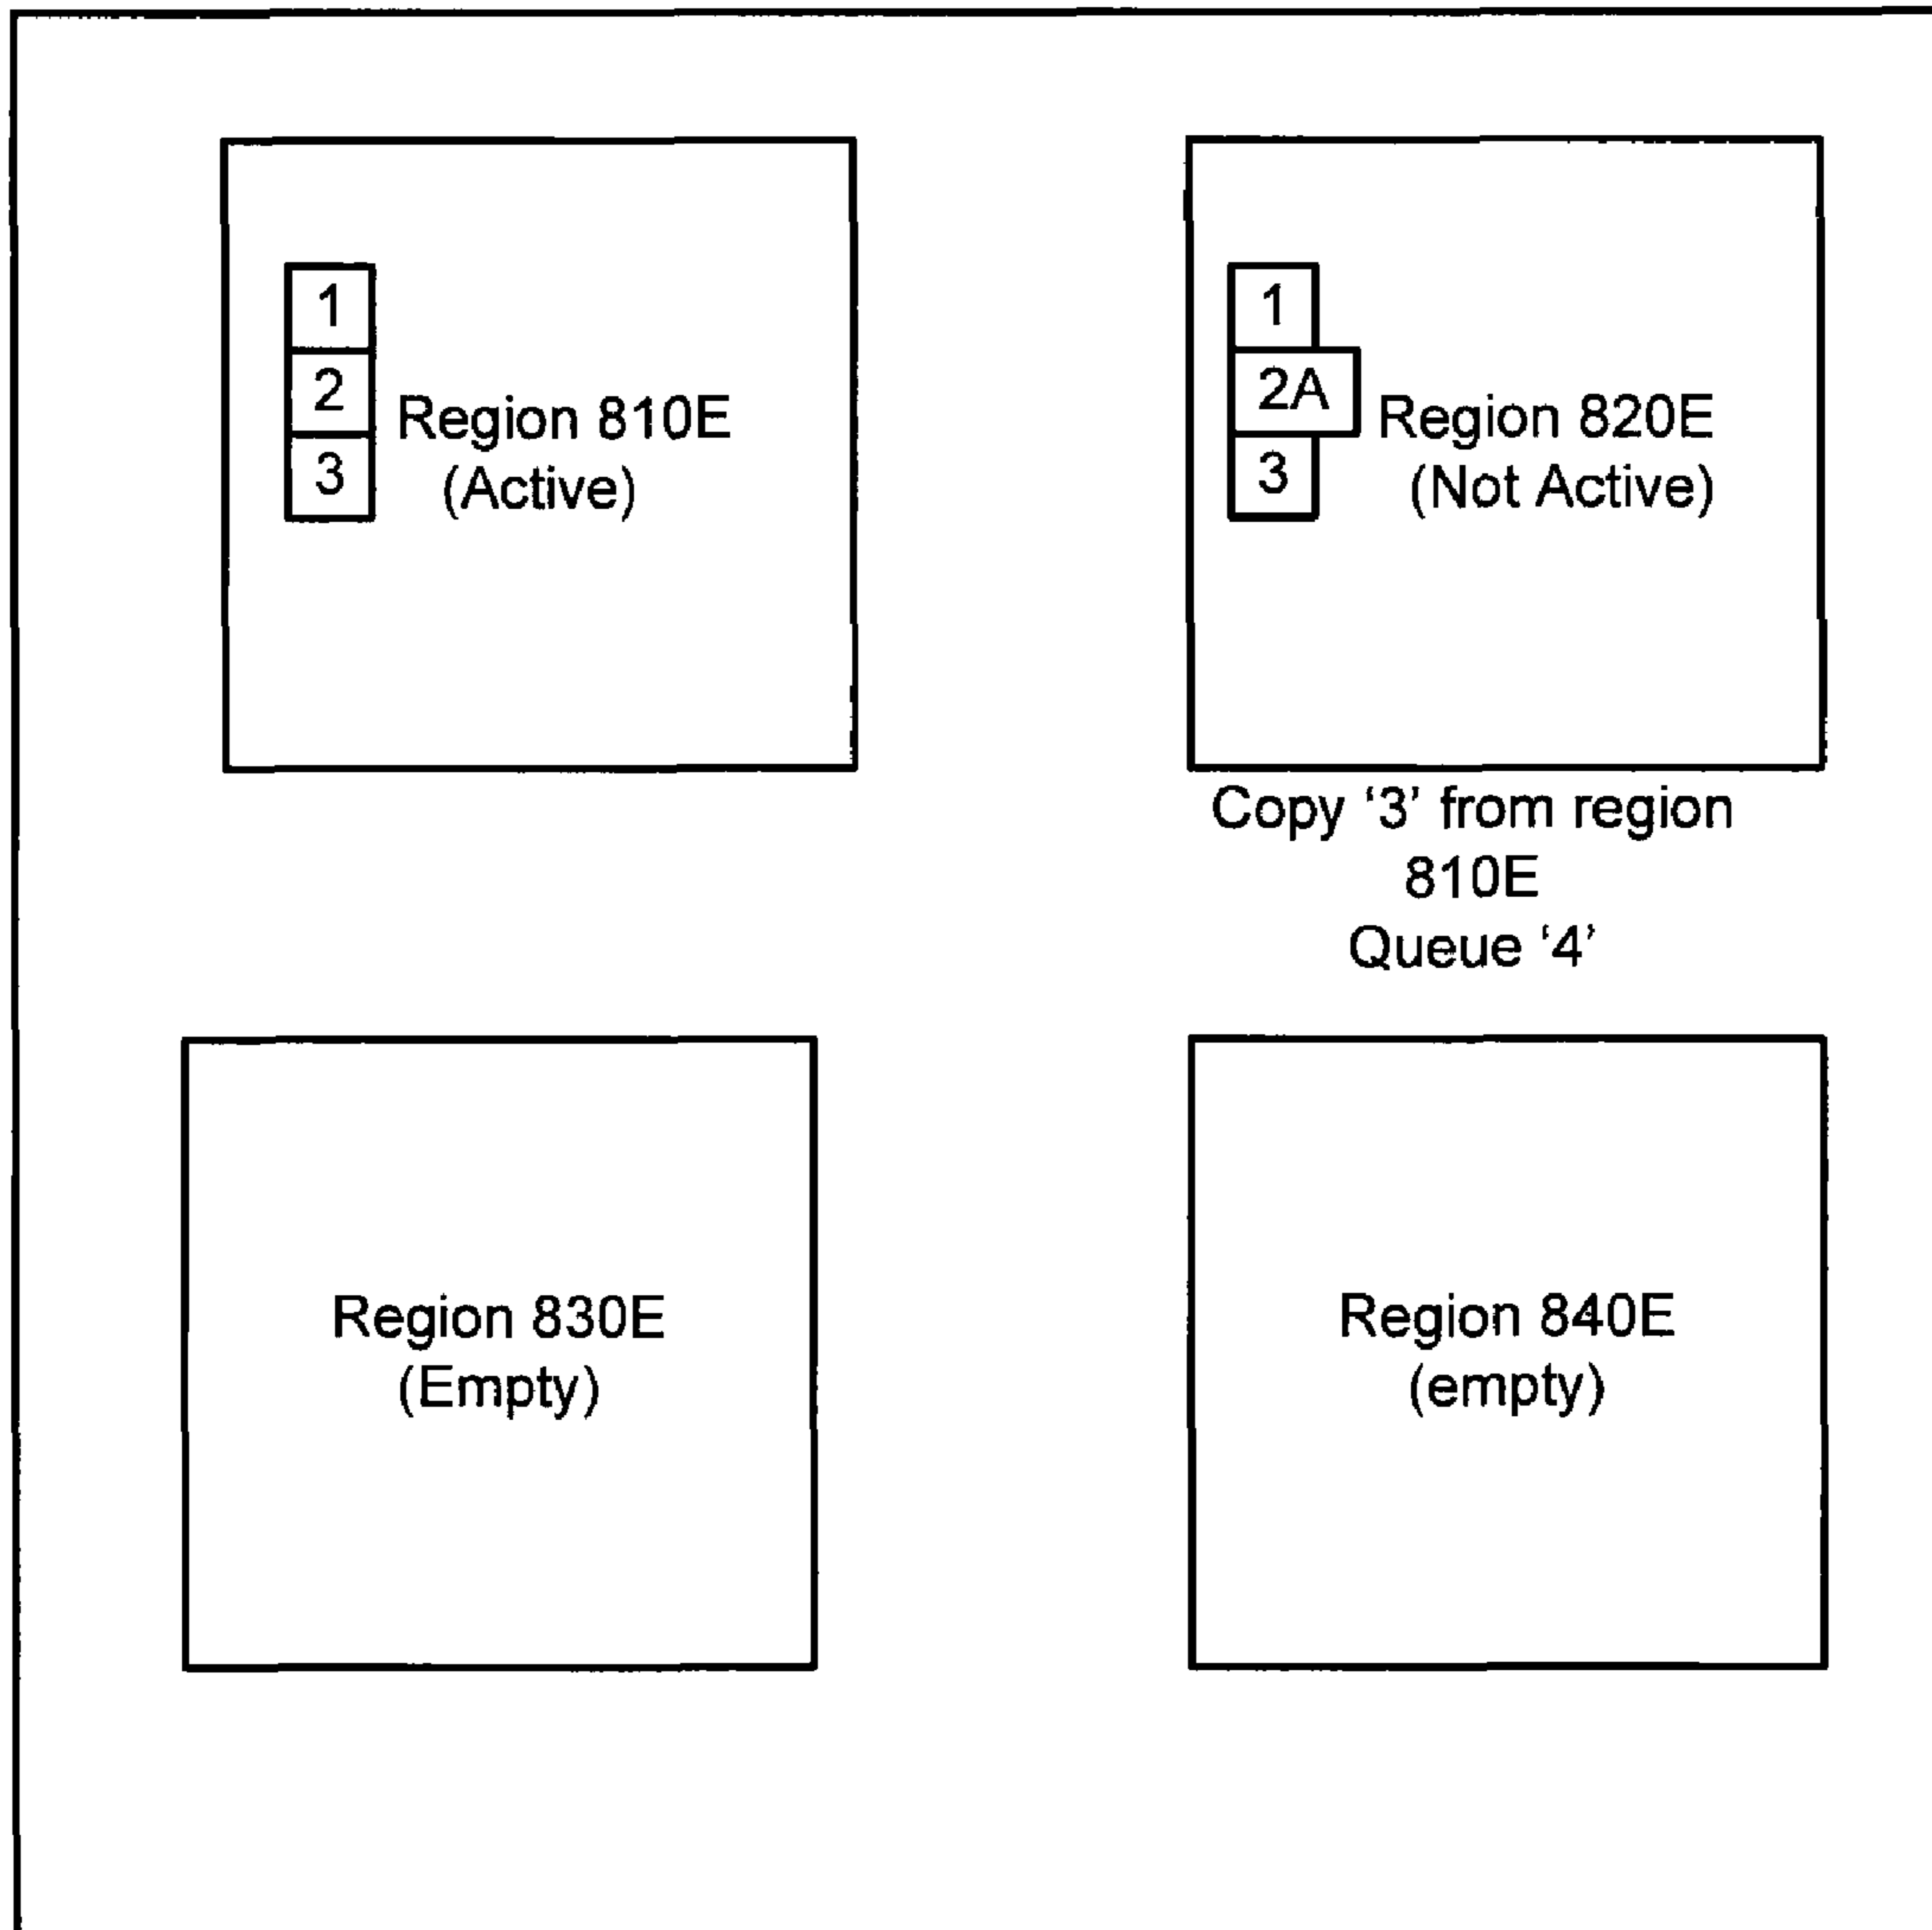 1
2
3
Region 810E
(Active)
1
2A
3
Region 820E
(Not Active)
Copy ‘3’ from region
810E
Queue ‘4’
Region 830E
(Empty)
Region 840E
(empty)